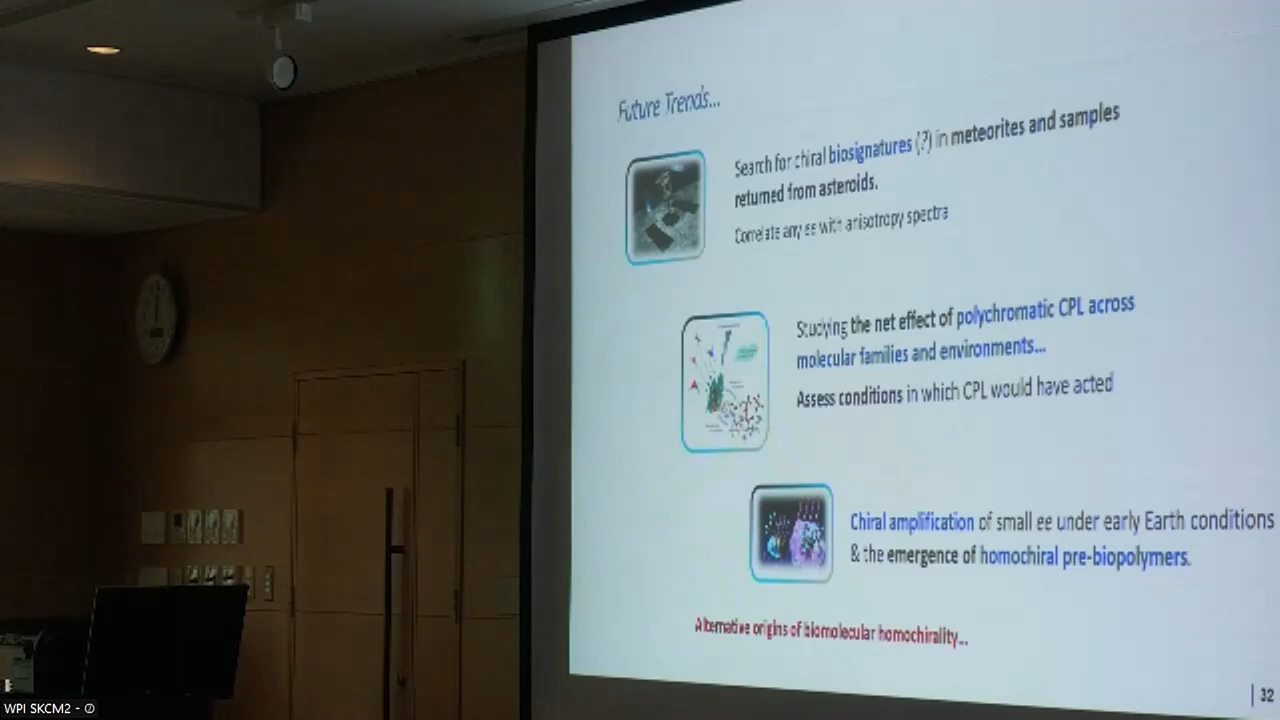 Future Trends...
Search for chiral biosignatures (?) in meteorites and samples
returned from asteroids.
Correlate any ee with anisotropy spectra
Studying the net effect of polychromatic CPL across
molecular families and environments...
Assess conditions in which CPL would have acted
Chiral amplification of small ee under early Earth conditions
& the emergence of homochiral pre-biopolymers.
Alternative origins of biomolecular homochirality...
32
WPI SKCM2 -